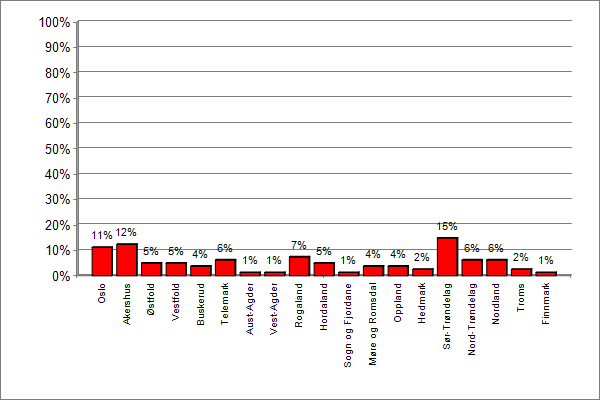 100%
90%
80%
70%
60%
50%
40%
30%
20%
10%
0%
11%
12%
5%
5%
4%
6%
1%
1%
7%
5%
1%
4%
4%
2%
15%
6%
6%
2%
1%
Oslo
Akershus
Østfold
Vestfold
Buskerud
Telemark
Aust-Agder
Vest-Agder
Rogaland
Hordaland
Sogn og Fjordane
Møre og Romsdal
Oppland
Hedmark
Sør-Trøndelag
Nord-Trøndelag
Nordland
Troms
Finnmark